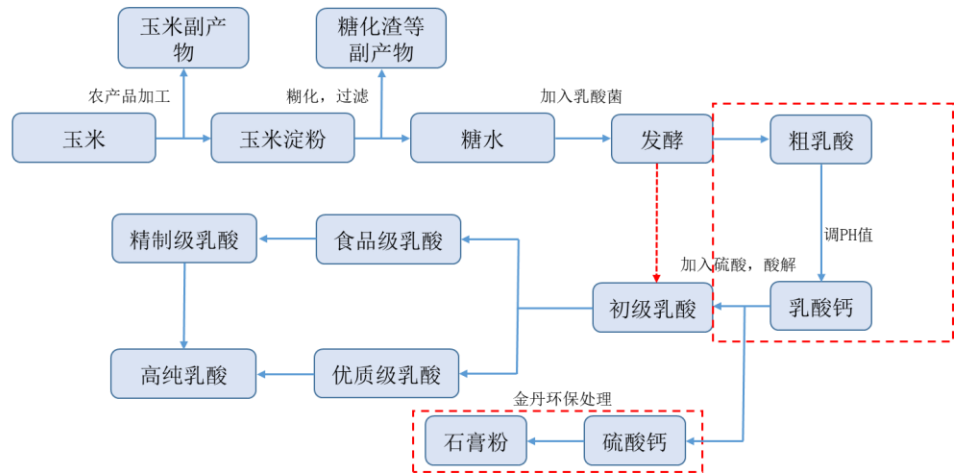 玉米副产
物
糖化渣等
副产物
农产品加工
糊化，过滤
加入乳酸菌
玉米
玉米淀粉
糖水
发酵
粗乳酸
精制级乳酸
食品级乳酸
调PH值
加入硫酸，酸解
初级乳酸
乳酸钙
高纯乳酸
优质级乳酸
金丹环保处理
石膏粉
硫酸钙